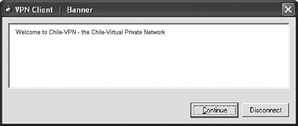 VPN Client | Banner
Welcome to Chile-VPN - the Chile-Virtual Private Network
Continue
Disconnect